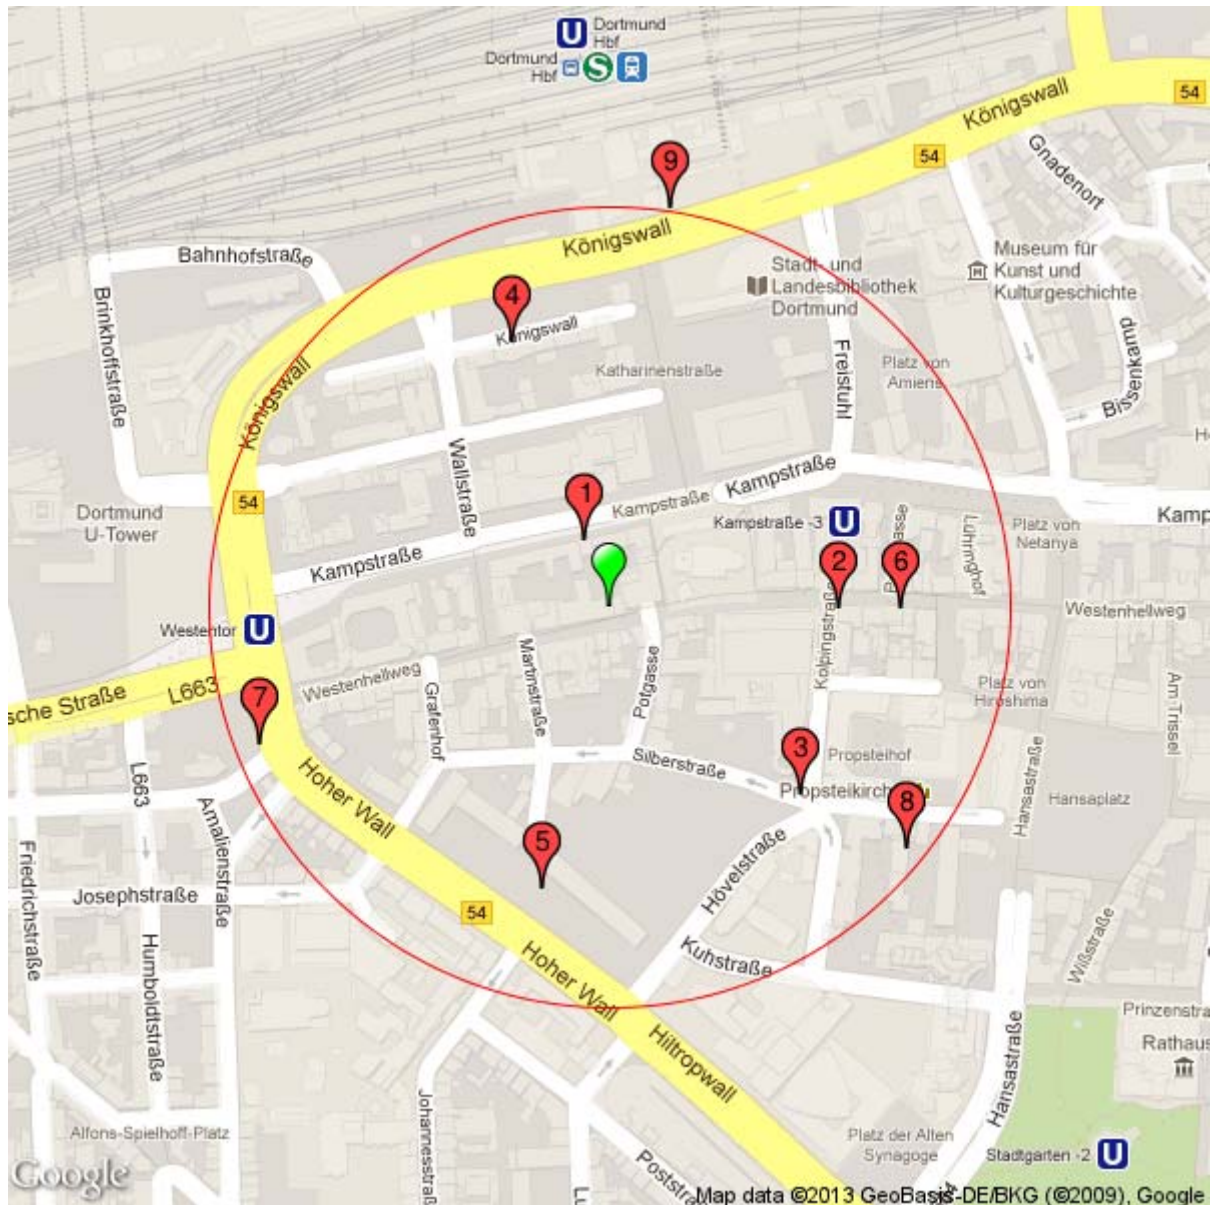 U
Dortmund
Hbf
Dortmund
Hbf
S
54
Königswall
54
Gnadenort
9
Königswall
Bahnhofstraße
Museum für
Kunst und
Kulturgeschichte
Stadt- und
Landesbibliothek
Dortmund
4
Königswall
Brinkhoffstraße
Freistuhl
Platz von
Amiens
Bissenkamp
Katharinenstraße
Königswall
Wallstraße
Kampstraße
54
1
Kampstraße
Dortmund
U-Tower
Kampstraße -3
U
Platz von
Netanya
Kamp
Lühringhof
Kampstraße
2
6
Westenhellweg
Westentor
U
Kolpingstraße
Martinstraße
Potgasse
Westenhellweg
L663
sche Straße
Grafenhof
Platz von
Hiroshima
Am Trissel
7
3
Silberstraße
Propsteihof
L663
Hoher Wall
8
Hansastraße
Hansaplatz
Amalienstraße
5
Hövelstraße
Friedrichstraße
Josephstraße
54
Wißstraße
Humboldtstraße
Hoher Wall
Kuhstraße
Hiltropwall
Hansastraße
Prinzenstra
Rathaus
Johannesstraß
Alfons-Spielhoff-Platz
Platz der Alten
Synagoge
Stadtgarten -2
U
Poststraß
Lu
Google
Map data ©2013 GeoBasis-DE/BKG (©2009), Google